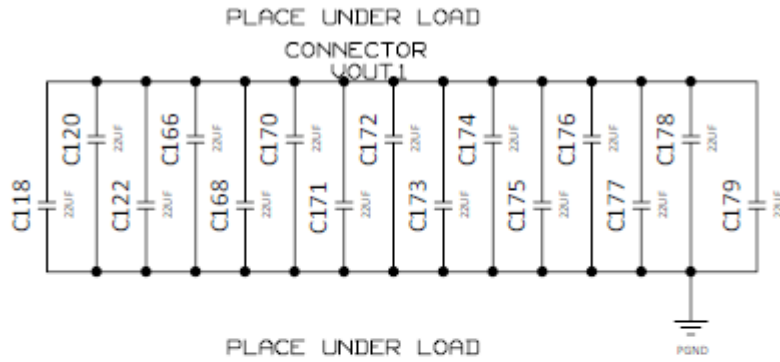 PLACE UNDER LOAD
CONNECTOR
VOUT1
C120 22UF
C166 22UF
C170 22UF
C172 22UF
C174 22UF
C176 22UF
C178 22UF
C118 22UF
C122 22UF
C168 22UF
C171 22UF
C173 22UF
C175 22UF
C177 22UF
C179 22UF
PGND
PLACE UNDER LOAD